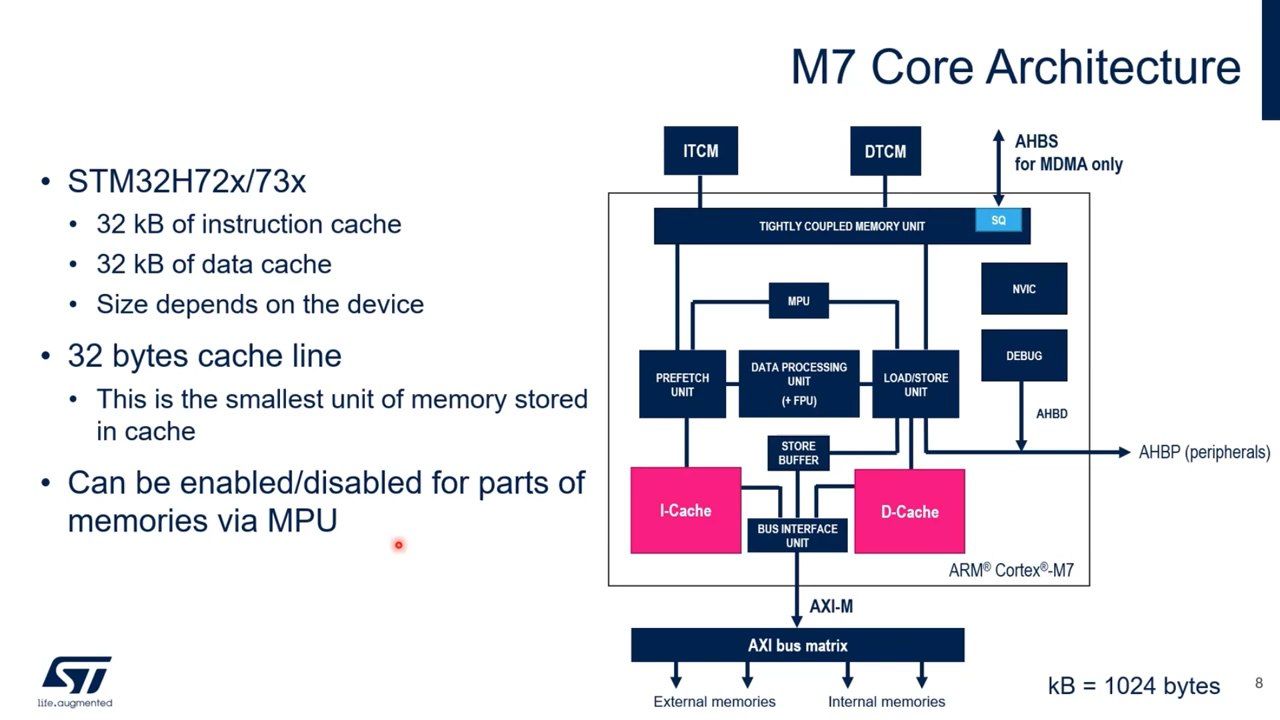 M7 Core Architecture
• STM32H72x/73x
• 32 kB of instruction cache
• 32 kB of data cache
• Size depends on the device
• 32 bytes cache line
• This is the smallest unit of memory stored
in cache
• Can be enabled/disabled for parts of
memories via MPU
ITCM
DTCM
AHBS
for MDMA only
TIGHTLY COUPLED MEMORY UNIT
SQ
MPU
NVIC
PREFETCH
UNIT
DATA PROCESSING
UNIT
(+ FPU)
LOAD/STORE
UNIT
DEBUG
AHBD
STORE
BUFFER
AHBP (peripherals)
I-Cache
BUS INTERFACE
UNIT
D-Cache
ARM® Cortex®-M7
AXI-M
AXI bus matrix
External memories
Internal memories
ST
life.augmented
kB = 1024 bytes
8